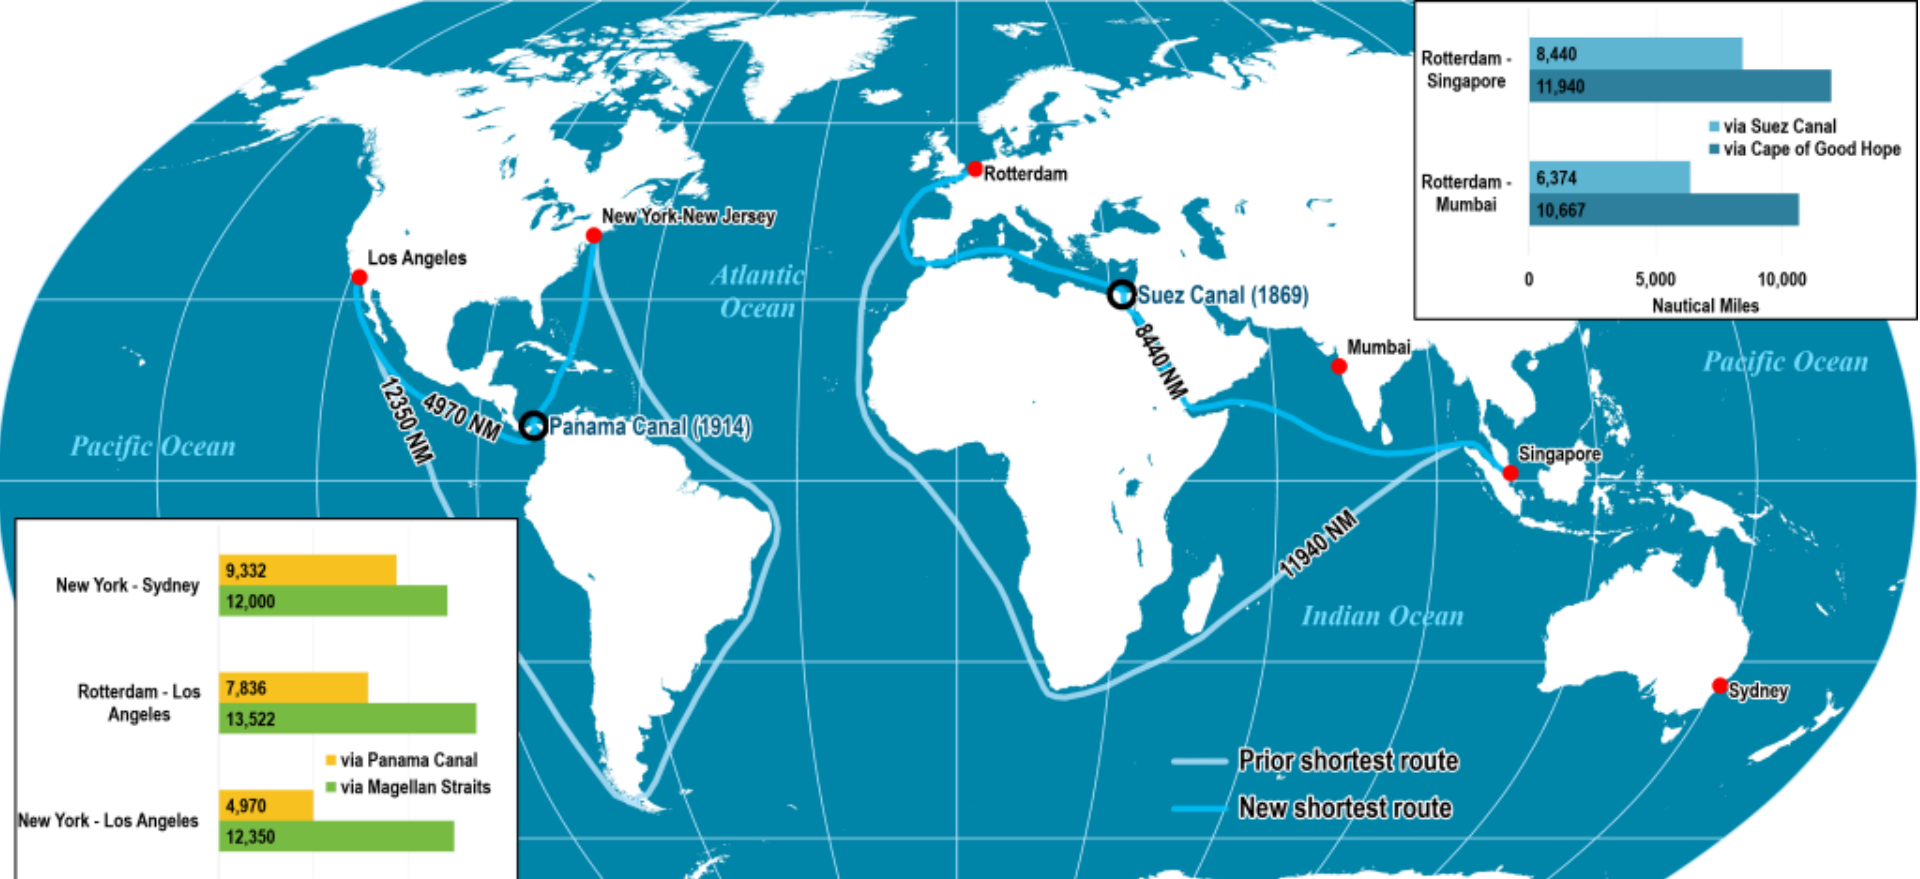 Rotterdam -
Singapore
8,440
11,940
via Suez Canal
via Cape of Good Hope
Rotterdam -
Mumbai
6,374
10,667
0
5,000
10,000
Nautical Miles
Rotterdam
New York-New Jersey
Los Angeles
Atlantic
Ocean
Suez Canal (1869)
8440 NM
Mumbai
Pacific Ocean
12350 NM
4970 NM
Panama Canal (1914)
Pacific Ocean
Singapore
11940 NM
Indian Ocean
Sydney
New York - Sydney
9,332
12,000
Rotterdam - Los
Angeles
7,836
13,522
via Panama Canal
via Magellan Straits
New York - Los Angeles
4,970
12,350
Prior shortest route
New shortest route